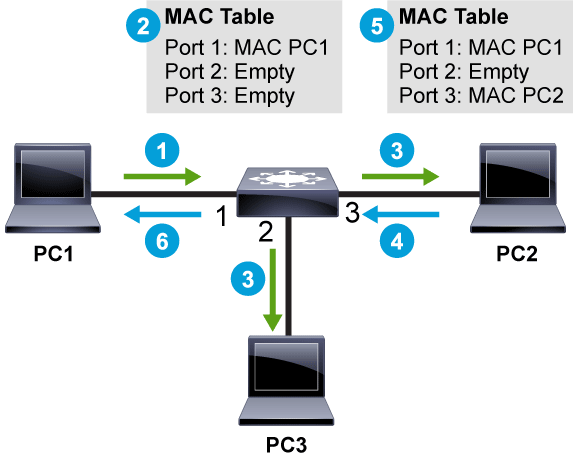 2 MAC Table
Port 1: MAC PC1
Port 2: Empty
Port 3: Empty
5 MAC Table
Port 1: MAC PC1
Port 2: Empty
Port 3: MAC PC2
1
3
6
1
2
3
4
PC1
3
PC2
PC3